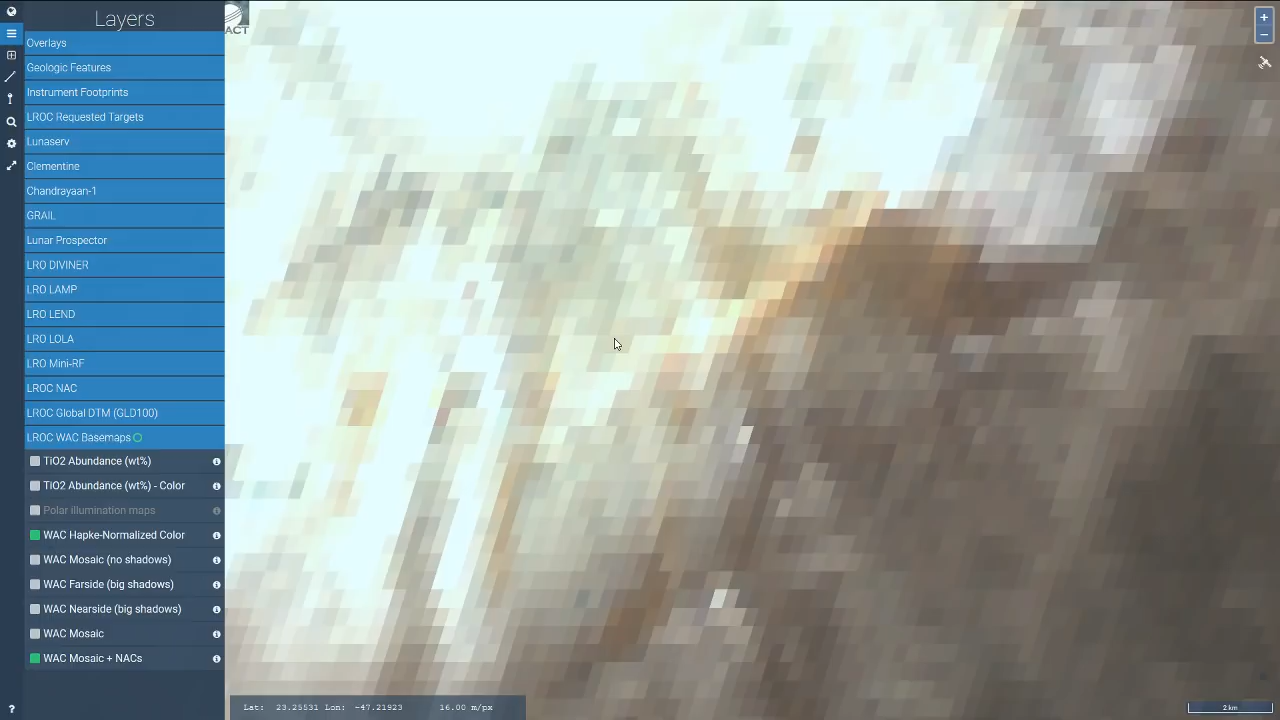 Layers
ACT
Overlays
Geologic Features
Instrument Footprints
LROC Requested Targets
Lunaserv
Clementine
Chandrayaan-1
GRAIL
Lunar Prospector
LRO DIVINER
LRO LAMP
LRO LEND
LRO LOLA
LRO Mini-RF
LROC NAC
LROC Global DTM (GLD100)
LROC WAC Basemaps
TiO2 Abundance (wt%)
TiO2 Abundance (wt%) - Color
Polar illumination maps
WAC Hapke-Normalized Color
WAC Mosaic (no shadows)
WAC Farside (big shadows)
WAC Nearside (big shadows)
WAC Mosaic
WAC Mosaic + NACs
Lat: 23.25531 Lon: -47.21923 16.00 m/px
2 km